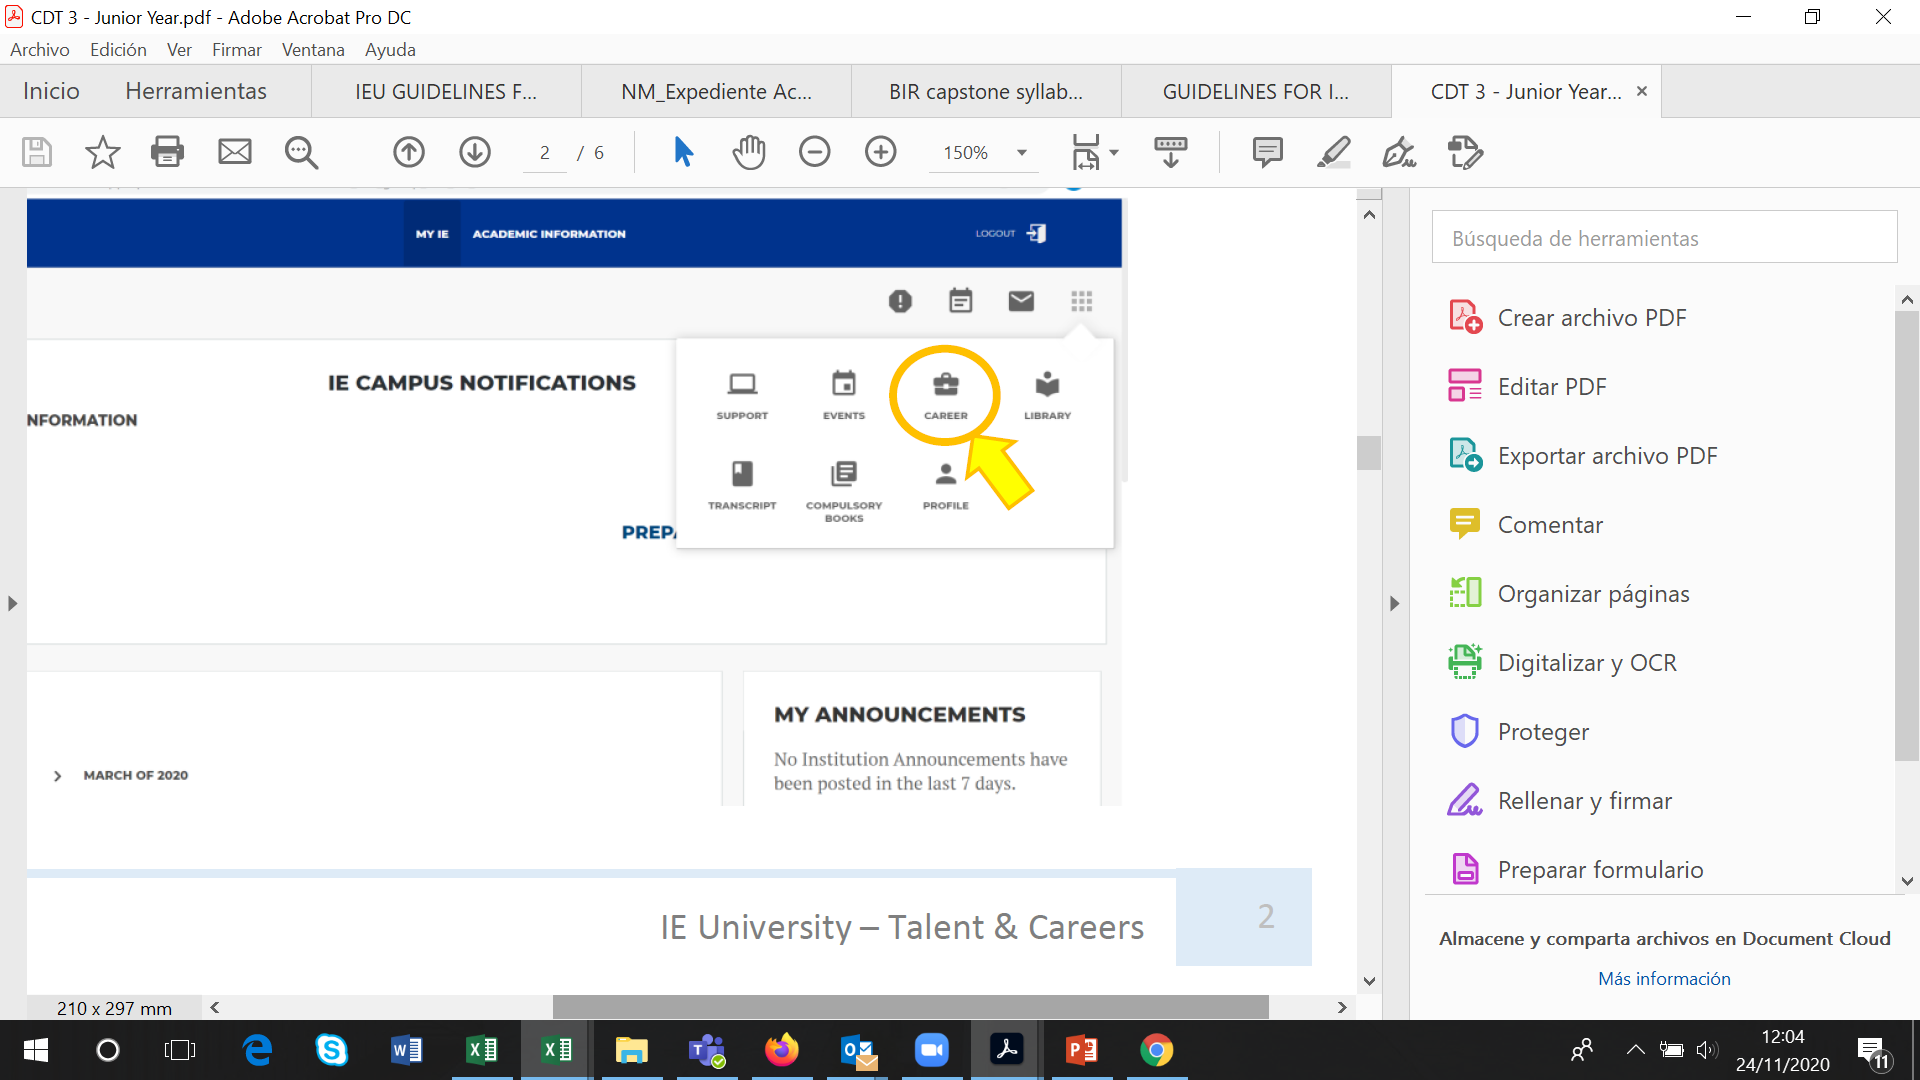 CDT 3 - Junior Year.pdf - Adobe Acrobat Pro DC
Archivo Edición Ver Firmar Ventana Ayuda
Inicio Herramientas IEU GUIDELINES F... NM_Expediente Ac... BIR capstone syllab... GUIDELINES FOR I... CDT 3 - Junior Year...
2 / 6 150%
MY IE ACADEMIC INFORMATION LOGOUT
IE CAMPUS NOTIFICATIONS
NFORMATION
SUPPORT EVENTS CAREER LIBRARY
TRANSCRIPT COMPULSORY BOOKS PROFILE
PREPA
MY ANNOUNCEMENTS
No Institution Announcements have
been posted in the last 7 days.
MARCH OF 2020
IE University – Talent & Careers 2
210 x 297 mm
Búsqueda de herramientas
Crear archivo PDF
Editar PDF
Exportar archivo PDF
Comentar
Organizar páginas
Digitalizar y OCR
Proteger
Rellenar y firmar
Preparar formulario
Almacene y comparta archivos en Document Cloud
Más información
12:04
24/11/2020
11